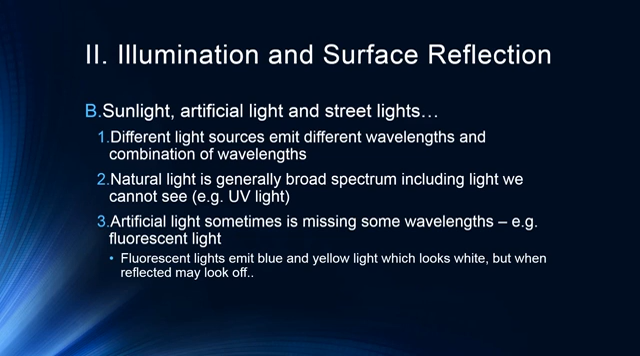 II. Illumination and Surface Reflection
B.Sunlight, artificial light and street lights…
1.Different light sources emit different wavelengths and
combination of wavelengths
2.Natural light is generally broad spectrum including light we
cannot see (e.g. UV light)
3.Artificial light sometimes is missing some wavelengths – e.g.
fluorescent light
• Fluorescent lights emit blue and yellow light which looks white, but when
reflected may look off..